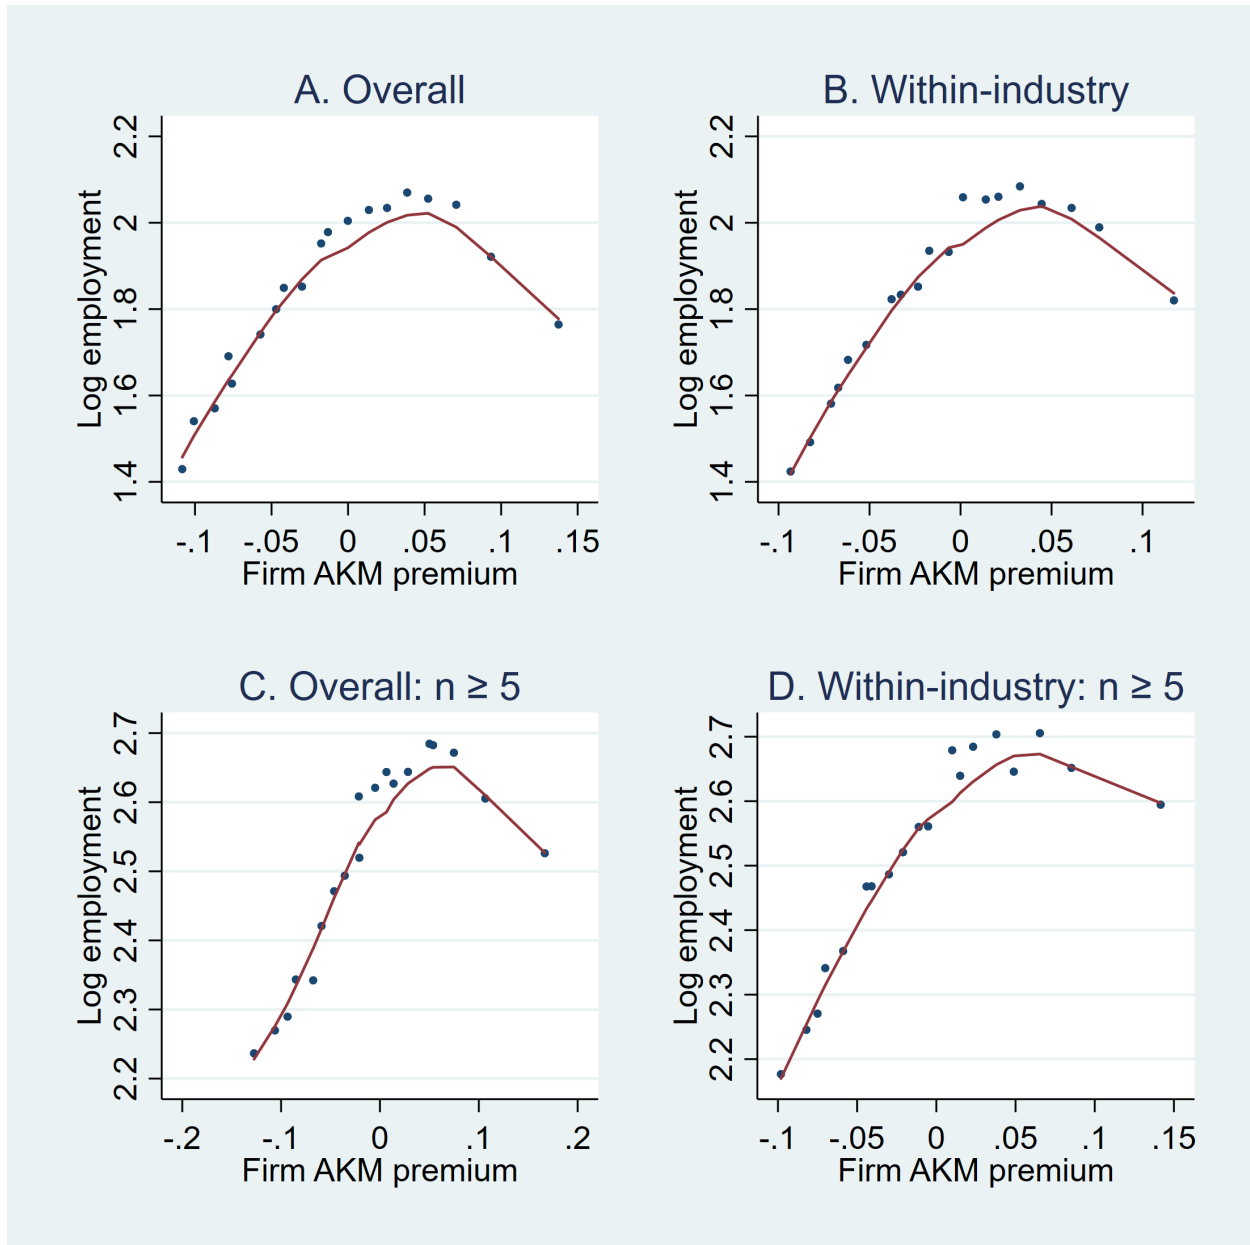 A. Overall
Log employment
2.2
2
1.8
1.6
1.4
-.1 -.05 0 .05 .1 .15
Firm AKM premium
B. Within-industry
Log employment
2.2
2
1.8
1.6
1.4
-.1 -.05 0 .05 .1
Firm AKM premium
C. Overall: n ≥ 5
Log employment
2.7
2.6
2.5
2.4
2.3
2.2
-.2 -.1 0 .1 .2
Firm AKM premium
D. Within-industry: n ≥ 5
Log employment
2.7
2.6
2.5
2.4
2.3
2.2
-.1 -.05 0 .05 .1 .15
Firm AKM premium